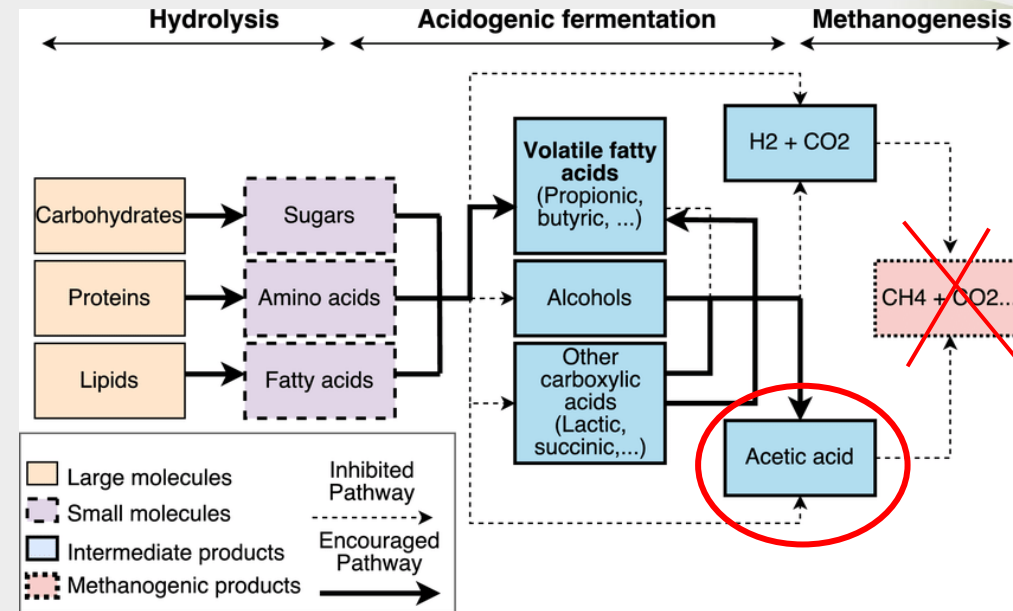 Hydrolysis
Acidogenic fermentation
Methanogenesis
Carbohydrates
Proteins
Lipids
Sugars
Amino acids
Fatty acids
Volatile fatty
acids
(Propionic,
butyric, ...)
Alcohols
Other
carboxylic
acids
(Lactic,
succinic,...)
H2 + CO2
CH4 + CO2...
Acetic acid
Large molecules
Small molecules
Intermediate products
Methanogenic products
Inhibited
Pathway
Encouraged
Pathway